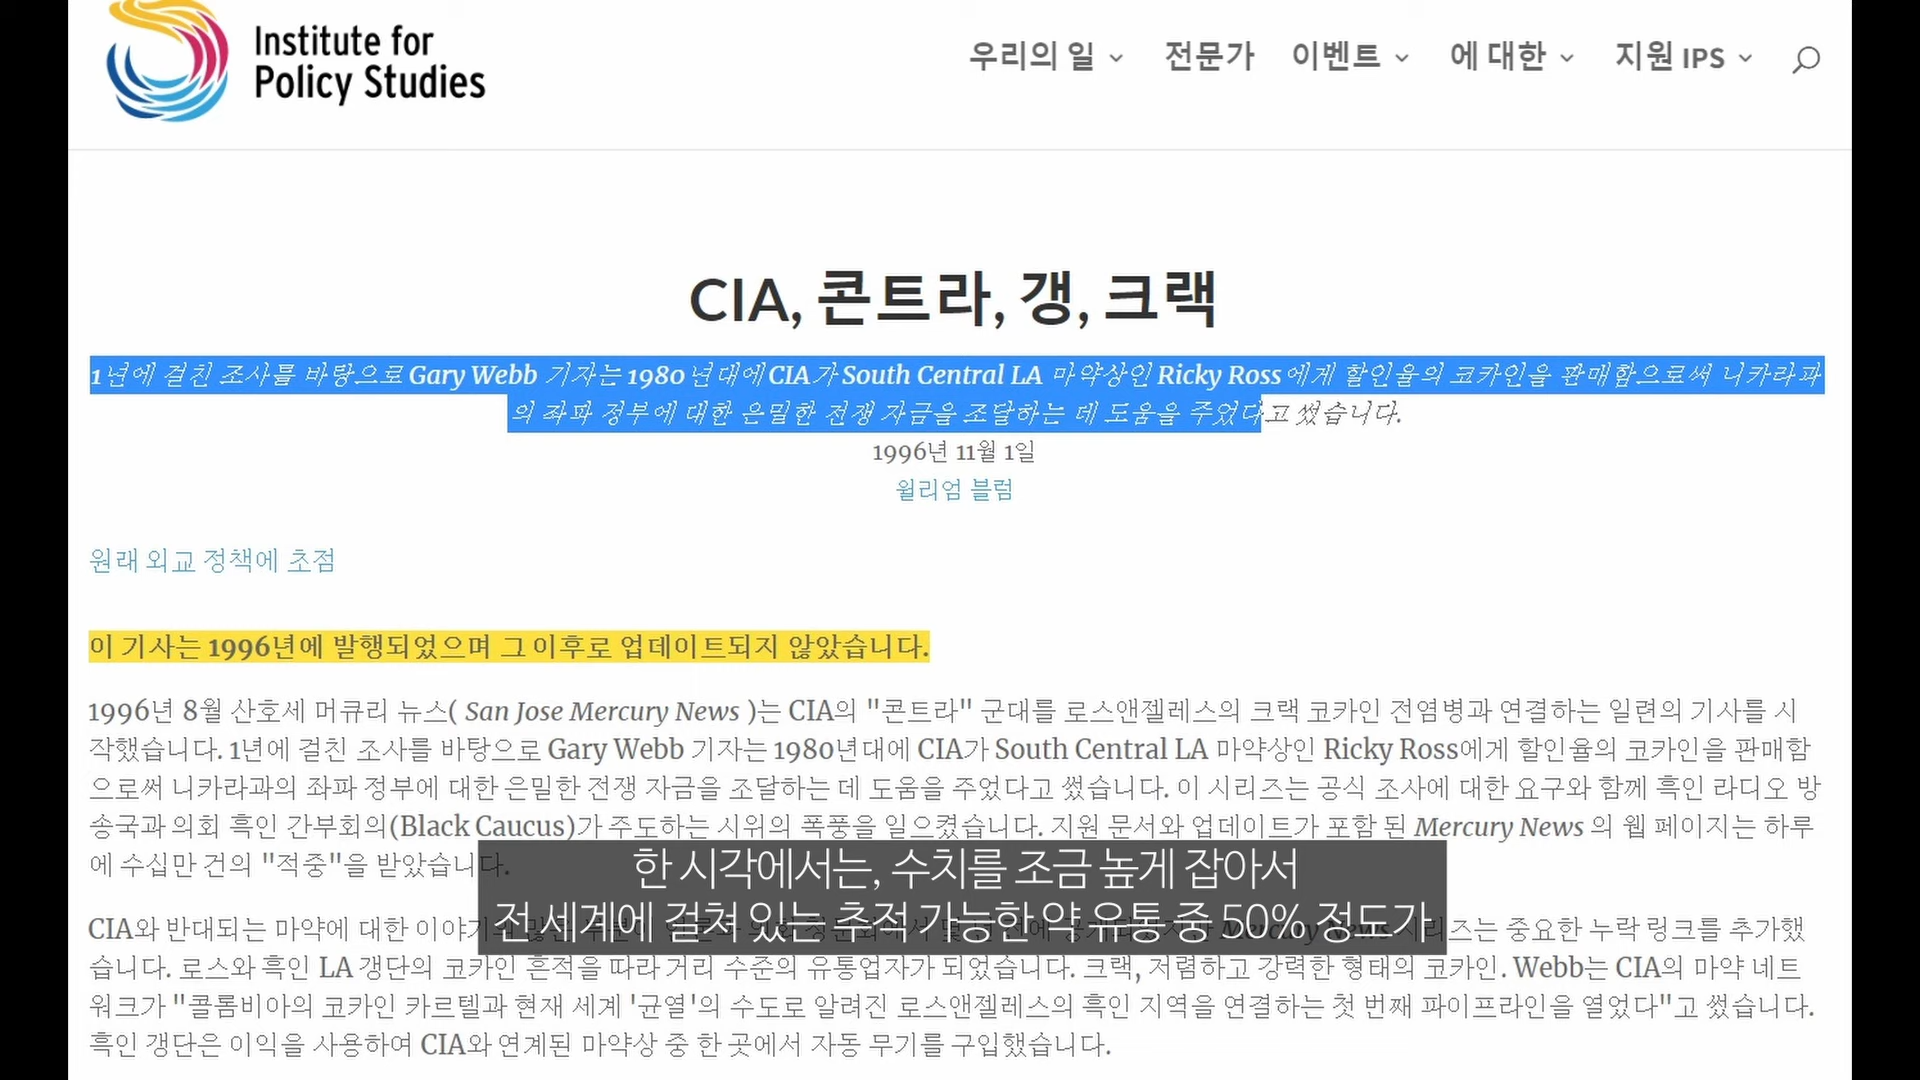 Institute for
Policy Studies
우리의 일 전문가 이벤트 에 대한 지원 IPS
CIA, 콘트라, 갱, 크랙
1년에 걸친 조사를 바탕으로 Gary Webb 기자는 1980년대에 CIA가 South Central LA 마약상인 Ricky Ross에게 할인율의 코카인을 판매함으로써 니카라과
의 좌파 정부에 대한 은밀한 전쟁 자금을 조달하는 데 도움을 주었다고 썼습니다.
1996년 11월 1일
윌리엄 블럼
원래 외교 정책에 초점
이 기사는 1996년에 발행되었으며 그 이후로 업데이트되지 않았습니다.
1996년 8월 산호세 머큐리 뉴스( San Jose Mercury News )는 CIA의 "콘트라" 군대를 로스앤젤레스의 크랙 코카인 전염병과 연결하는 일련의 기사를 시
작했습니다. 1년에 걸친 조사를 바탕으로 Gary Webb 기자는 1980년대에 CIA가 South Central LA 마약상인 Ricky Ross에게 할인율의 코카인을 판매함
으로써 니카라과의 좌파 정부에 대한 은밀한 전쟁 자금을 조달하는 데 도움을 주었다고 썼습니다. 이 시리즈는 공식 조사에 대한 요구와 함께 흑인 라디오 방
송국과 의회 흑인 간부회의(Black Caucus)가 주도하는 시위의 폭풍을 일으켰습니다. 지원 문서와 업데이트가 포함 된 Mercury News 의 웹 페이지는 하루
에 수십만 건의 "적중"을 받았습니다.
한 시각에서는, 수치를 조금 높게 잡아서
전 세계에 걸쳐 있는 추적 가능한 약 유통 중 50% 정도가
CIA와 반대되는 마약에 대한 이야기 시리즈는 중요한 누락 링크를 추가했
습니다. 로스와 흑인 LA 갱단의 코카인 흔적을 따라 거리 수준의 유통업자가 되었습니다. 크랙, 저렴하고 강력한 형태의 코카인. Webb는 CIA의 마약 네트
워크가 "콜롬비아의 코카인 카르텔과 현재 세계 '균열'의 수도로 알려진 로스앤젤레스의 흑인 지역을 연결하는 첫 번째 파이프라인을 열었다"고 썼습니다.
흑인 갱단은 이익을 사용하여 CIA와 연계된 마약상 중 한 곳에서 자동 무기를 구입했습니다.